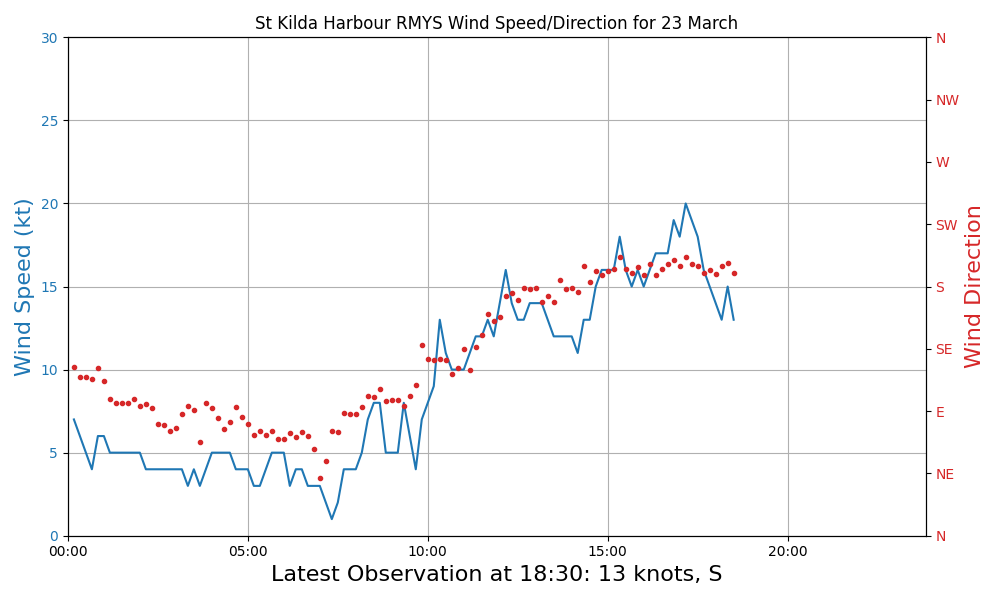 St Kilda Harbour RMYS Wind Speed/Direction for 23 March
30
25
20
15
10
5
0
Wind Speed (kt)
N
NW
W
SW
S
SE
E
NE
N
Wind Direction
00:00 05:00 10:00 15:00 20:00
Latest Observation at 18:30: 13 knots, S